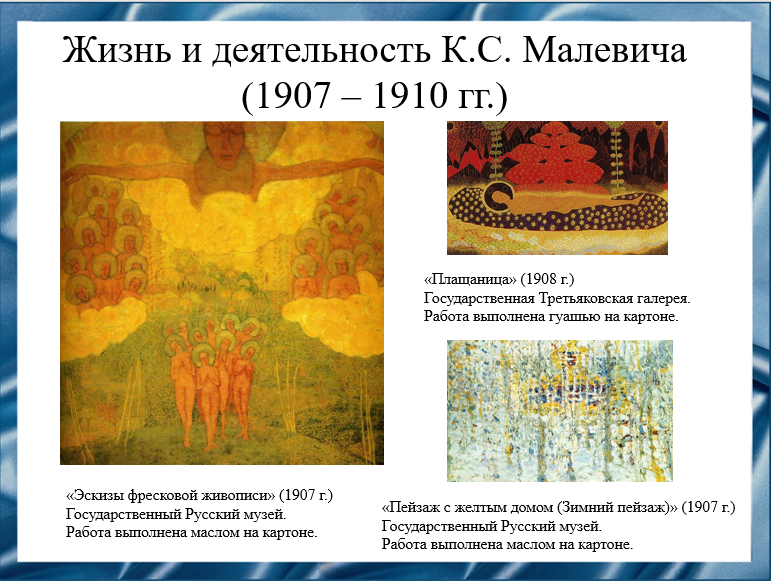 Жизнь и деятельность К.С. Малевича
(1907 – 1910 гг.)
«Плащаница» (1908 г.)
Государственная Третьяковская галерея.
Работа выполнена гуашью на картоне.
«Эскизы фресковой живописи» (1907 г.)
Государственный Русский музей.
Работа выполнена маслом на картоне.
«Пейзаж с желтым домом (Зимний пейзаж)» (1907 г.)
Государственный Русский музей.
Работа выполнена маслом на картоне.